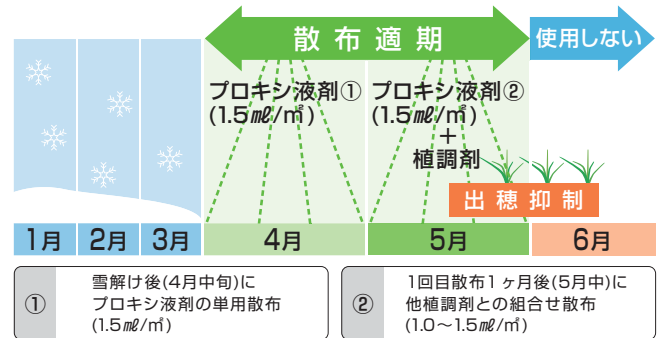 散布適期
使用しない
プロキシ液剤①
(1.5㎖/㎡)
プロキシ液剤②
(1.5㎖/㎡)
+
植調剤
出穂抑制
1月
2月
3月
4月
5月
6月
①
雪解け後(4月中旬)に
プロキシ液剤の単用散布
(1.5㎖/㎡)
②
1回目散布1ヶ月後(5月中)に
他植調剤との組合せ散布
(1.0～1.5㎖/㎡)